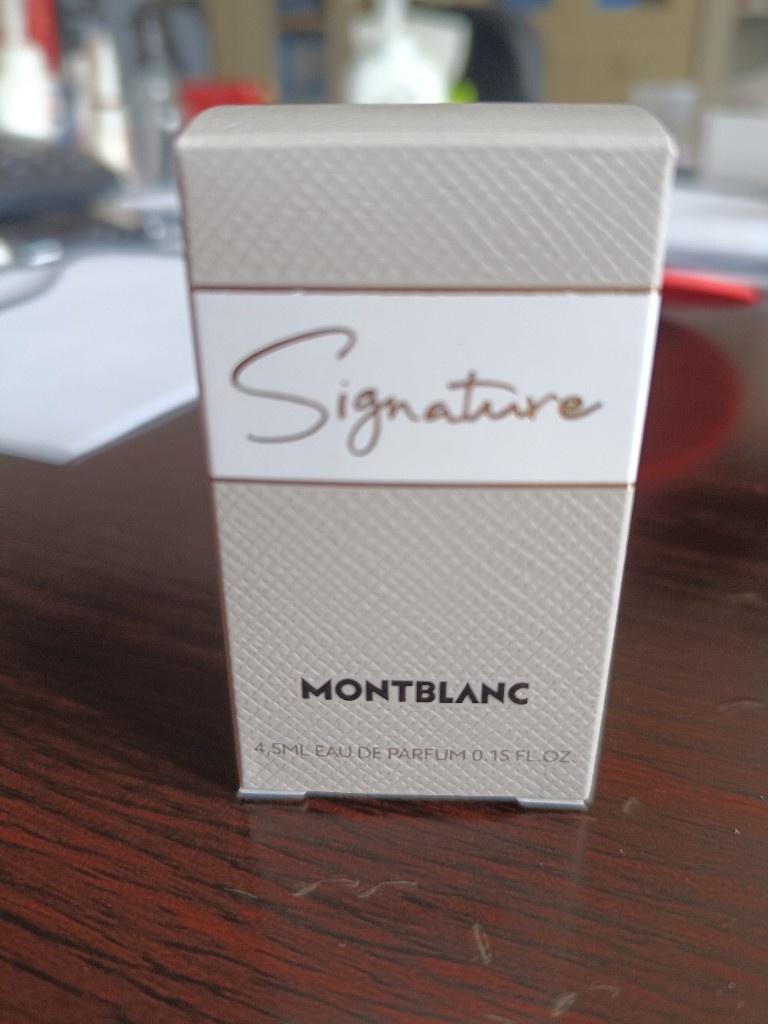 Signature
MONTBLANC
4,5ML EAU DE PARFUM 0.15 FL.OZ.